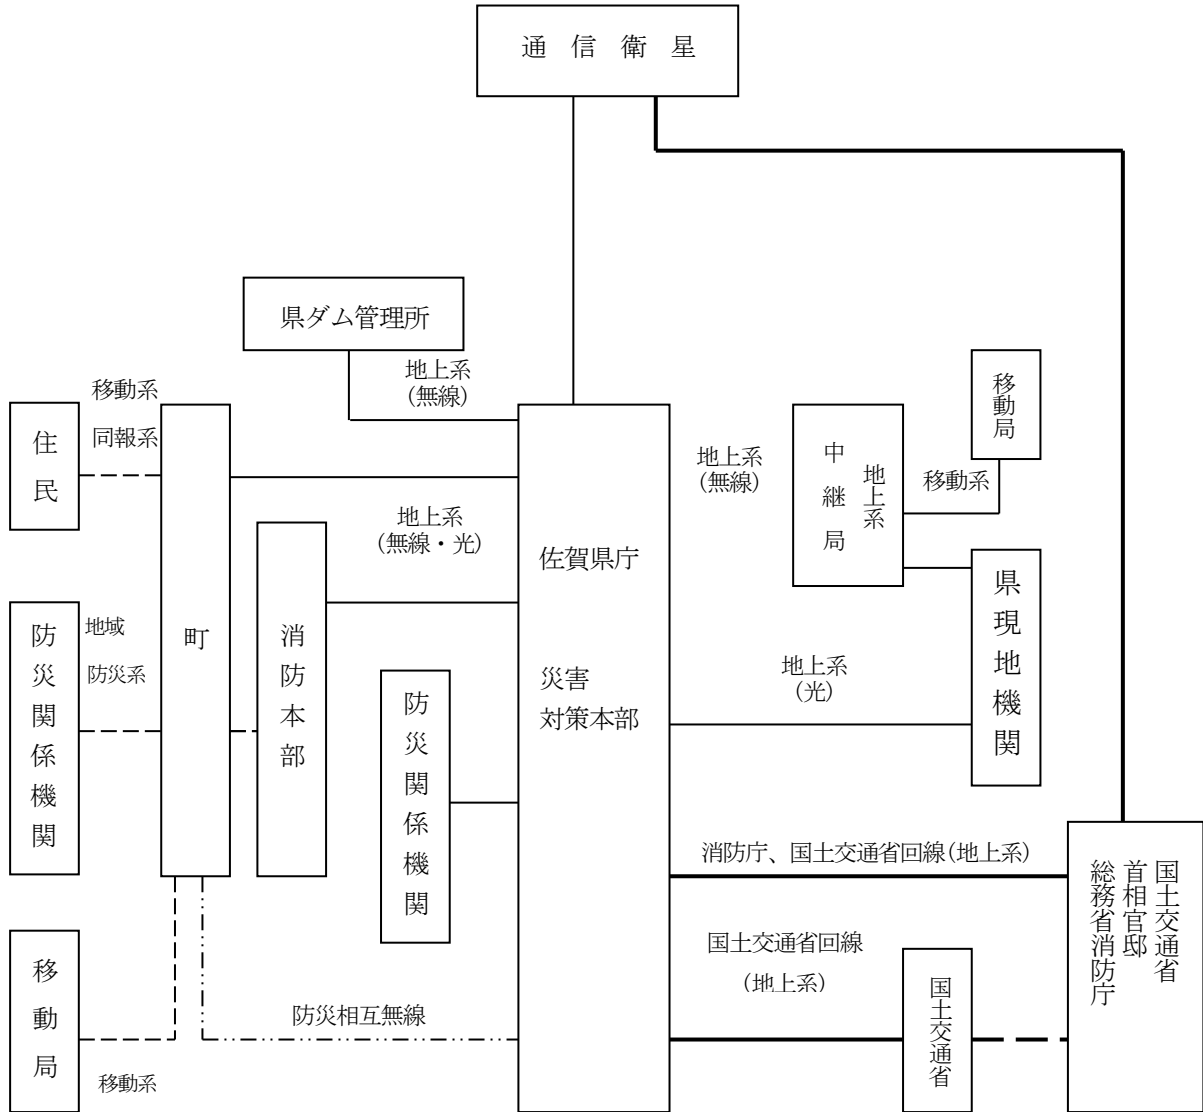 通信衛星
県ダム管理所
地上系
(無線)
移動系
同報系
住民
町
地上系
(無線・光)
消防本部
防災関係機関
地域
防災系
防災関係機関
移動局
移動系
防災相互無線
佐賀県庁
災害
対策本部
地上系
(無線)
中継局
地上系
移動系
移動局
県現地機関
地上系
(光)
消防庁、国土交通省回線(地上系)
国土交通省回線
(地上系)
国土交通省
国土交通省
首相官邸
総務省消防庁